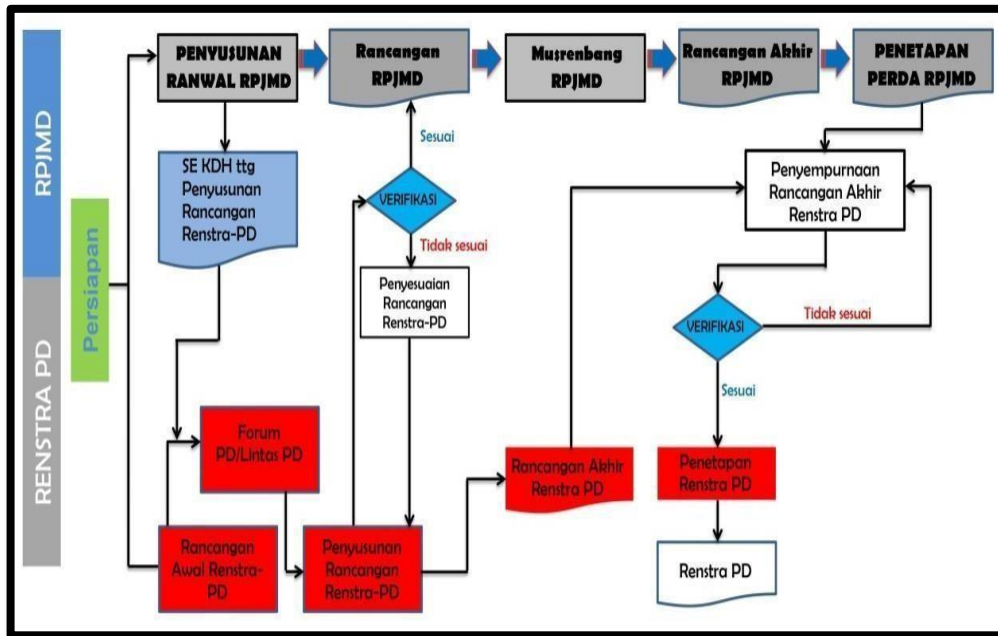 RPJMD
RENSTRA PD
Persiapan
PENYUSUNAN
RANWAL RPJMD
Rancangan
RPJMD
Musrenbang
RPJMD
Rancangan Akhir
RPJMD
PENETAPAN
PERDA RPJMD
SE KDH ttg
Penyusunan
Rancangan
Renstra-PD
Sesuai
VERIFIKASI
Tidak sesuai
Penyesuaian
Rancangan
Renstra-PD
Penyempurnaan
Rancangan Akhir
Renstra PD
VERIFIKASI
Tidak sesuai
Sesuai
Forum
PD/Lintas PD
Rancangan
Awal Renstra-
PD
Penyusunan
Rancangan
Renstra-PD
Rancangan Akhir
Renstra PD
Penetapan
Renstra PD
Renstra PD